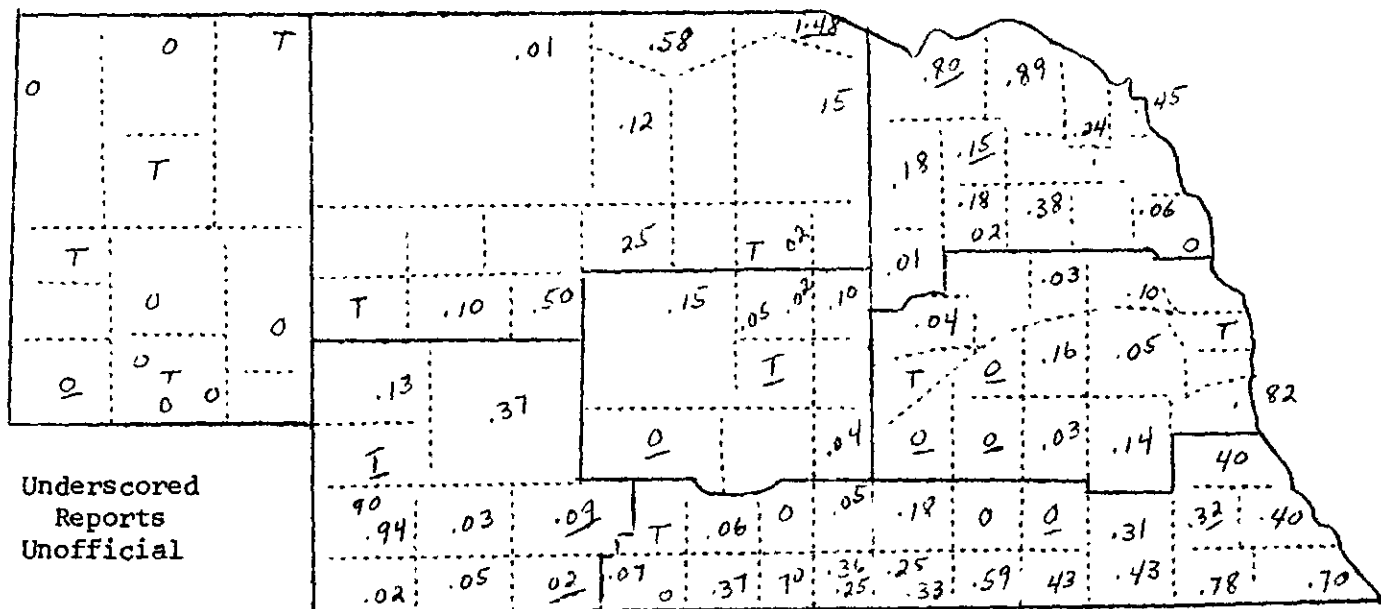 0 T .01 .58 1.48
0 .80 .89
.12 15 .45
.24
T .18 .15
.18 .38 .06
02
T 25 T 02 .01 0
0 T .10 .50 .15 .05 .02 .10 .04 .03 .10
0 T
0 T .13 T 0 .16 .05
0 T .37 82
0 0
0 .04 0 0 .03 .14
T 40
Underscored
Reports
Unofficial
90
.94 .03 .09 T .06 0 .05 .18 0 0 .31 .32 .40
.02 .05 02 .07 0 .37 70 .36 .25 .25 .33 .59 43 .43 .78 .70